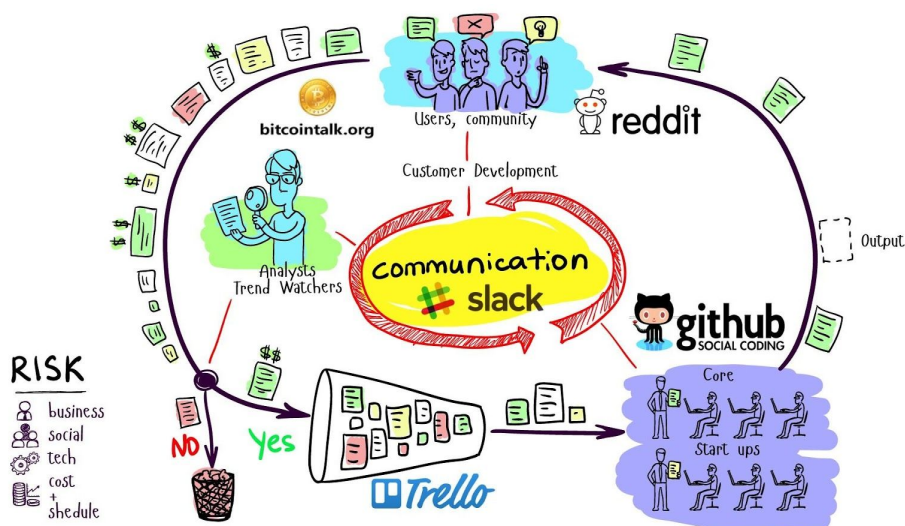 bitcointalk.org
Users, community
reddit
Customer Development
Analysts
Trend Watchers
communication
slack
Output
github
SOCIAL CODING
$
$$
$
$$
$$
RISK
business
social
tech
cost
+
shedule
NO
Yes
Trello
Core
Start ups